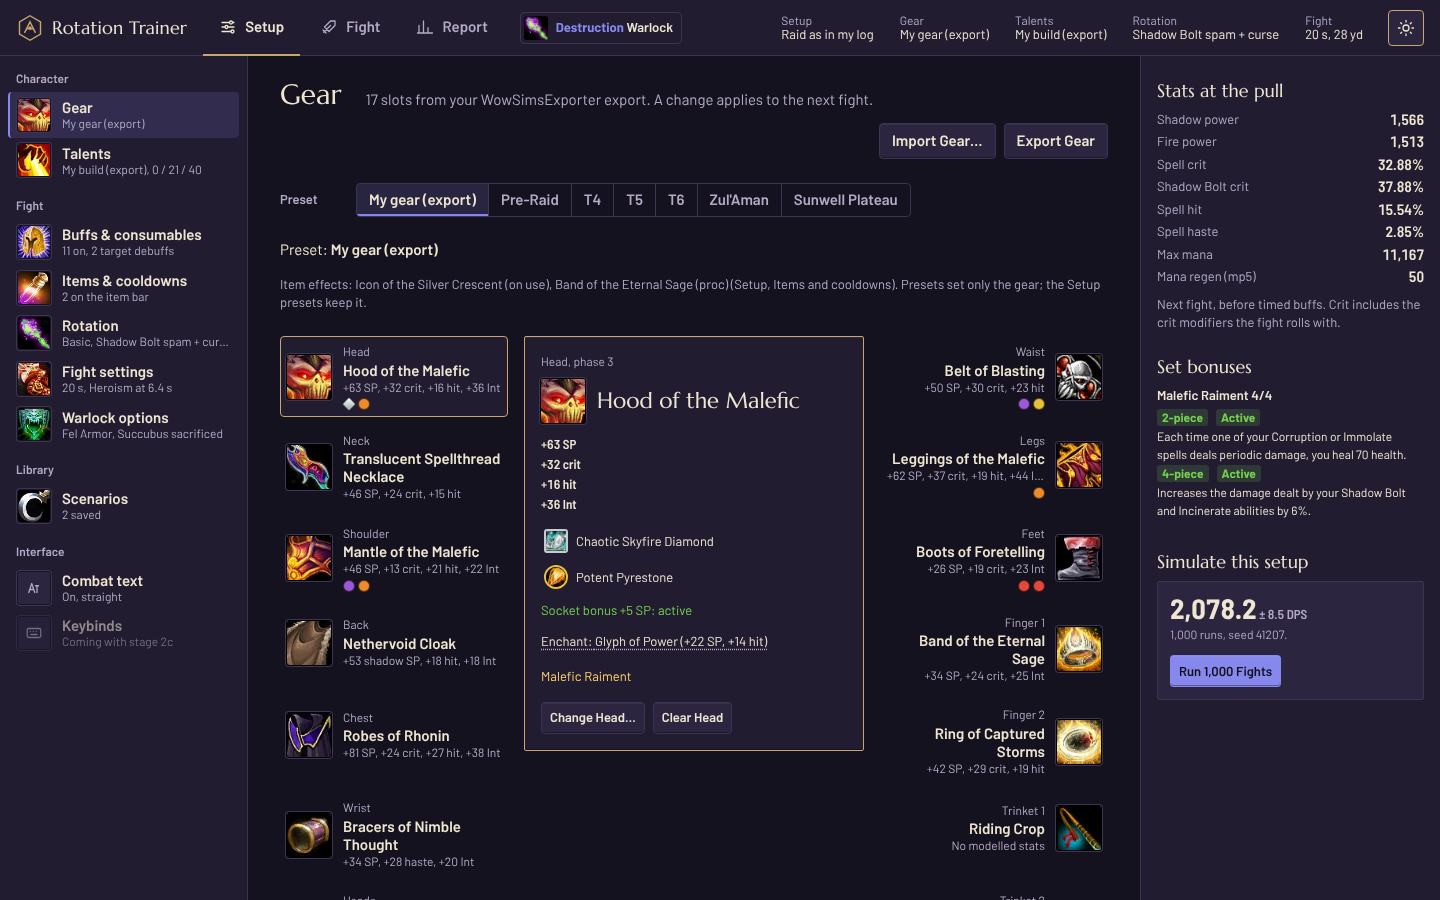 Rotation Trainer
Setup
Fight
Report
Destruction Warlock
Setup
Raid as in my log
Gear
My gear (export)
Talents
My build (export)
Rotation
Shadow Bolt spam + curse
Fight
20 s, 28 yd
Character
Gear
My gear (export)
Talents
My build (export), 0 / 21 / 40
Fight
Buffs & consumables
11 on, 2 target debuffs
Items & cooldowns
2 on the item bar
Rotation
Basic, Shadow Bolt spam + cur...
Fight settings
20 s, Heroism at 6.4 s
Warlock options
Fel Armor, Succubus sacrificed
Library
Scenarios
2 saved
Interface
Combat text
On, straight
Keybinds
Coming with stage 2c
Gear
17 slots from your WowSimsExporter export. A change applies to the next fight.
Import Gear...
Export Gear
Preset
My gear (export)
Pre-Raid
T4
T5
T6
Zul'Aman
Sunwell Plateau
Preset: My gear (export)
Item effects: Icon of the Silver Crescent (on use), Band of the Eternal Sage (proc) (Setup, Items and cooldowns). Presets set only the gear; the Setup
presets keep it.
Head
Hood of the Malefic
+63 SP, +32 crit, +16 hit, +36 Int
Neck
Translucent Spellthread
Necklace
+46 SP, +24 crit, +15 hit
Shoulder
Mantle of the Malefic
+46 SP, +13 crit, +21 hit, +22 Int
Back
Nethervoid Cloak
+53 shadow SP, +18 hit, +18 Int
Chest
Robes of Rhonin
+81 SP, +24 crit, +27 hit, +38 Int
Wrist
Bracers of Nimble
Thought
+34 SP, +28 haste, +20 Int
Hands
Head, phase 3
Hood of the Malefic
+63 SP
+32 crit
+16 hit
+36 Int
Chaotic Skyfire Diamond
Potent Pyrestone
Socket bonus +5 SP: active
Enchant: Glyph of Power (+22 SP, +14 hit)
Malefic Raiment
Change Head...
Clear Head
Waist
Belt of Blasting
+50 SP, +30 crit, +23 hit
Legs
Leggings of the Malefic
+62 SP, +37 crit, +19 hit, +44 I...
Feet
Boots of Foretelling
+26 SP, +19 crit, +23 Int
Finger 1
Band of the Eternal
Sage
+34 SP, +24 crit, +25 Int
Finger 2
Ring of Captured
Storms
+42 SP, +29 crit, +19 hit
Trinket 1
Riding Crop
No modelled stats
Trinket 2
Stats at the pull
Shadow power 1,566
Fire power 1,513
Spell crit 32.88%
Shadow Bolt crit 37.88%
Spell hit 15.54%
Spell haste 2.85%
Max mana 11,167
Mana regen (mp5) 50
Next fight, before timed buffs. Crit includes the
crit modifiers the fight rolls with.
Set bonuses
Malefic Raiment 4/4
2-piece Active
Each time one of your Corruption or Immolate
spells deals periodic damage, you heal 70 health.
4-piece Active
Increases the damage dealt by your Shadow Bolt
and Incinerate abilities by 6%.
Simulate this setup
2,078.2 ± 8.5 DPS
1,000 runs, seed 41207.
Run 1,000 Fights